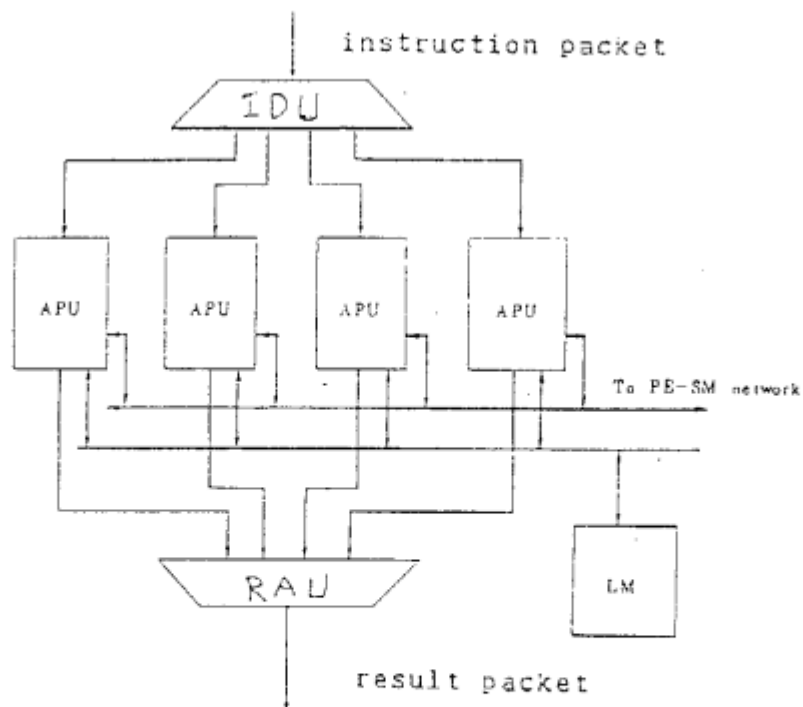 instruction packet
IDU
APU
APU
APU
APU
To PE-SM network
RAU
LM
result packet